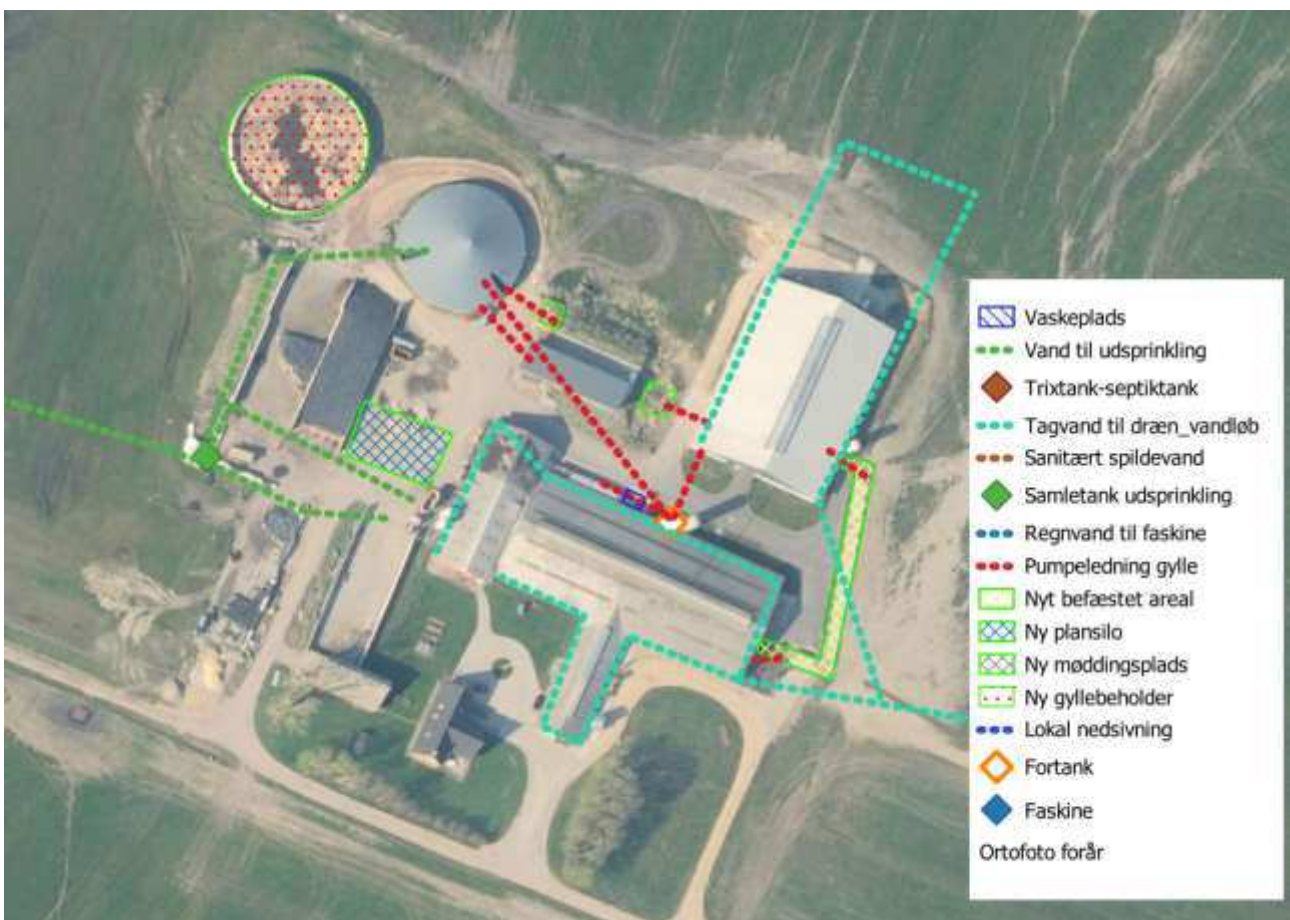 Vaskeplads
Vand til udsprinkling
Trixtank-septiktank
Tagvand til dræn_vandløb
Sanitært spildevand
Samletank udsprinkling
Regnvand til faskine
Pumpeledning gylle
Nyt befæstet areal
Ny plansilo
Ny møddingsplads
Ny gyllebeholder
Lokal nedsivning
Fortank
Faskine
Ortofoto forår